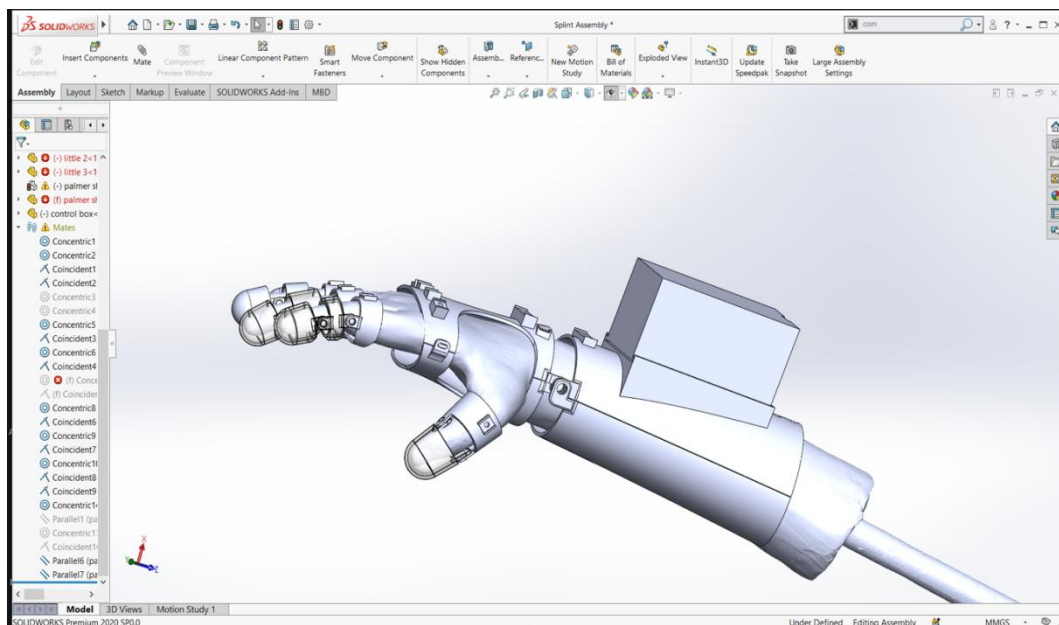 SOLIDWORKS
Splint Assembly *
com
Edit Component
Insert Components
Mate
Component Preview Window
Linear Component Pattern
Smart Fasteners
Move Component
Show Hidden Components
Assemb...
Referenc...
New Motion Study
Bill of Materials
Exploded View
Instant3D
Update Speedpak
Take Snapshot
Large Assembly Settings
Assembly Layout Sketch Markup Evaluate SOLIDWORKS Add-Ins MBD
(-) little 2<1
(-) little 3<1
(-) palmer sl
(f) palmer sl
(-) control box<
Mates
Concentric1
Concentric2
Coincident1
Coincident2
Concentric3
Concentric4
Concentric5
Coincident3
Concentric6
Coincident4
(f) Conce
(f) Coincider
Concentric8
Coincident6
Concentric9
Coincident7
Concentric10
Coincident8
Coincident9
Concentric14
Parallel1 (pa
Concentric1
Coincident1
Parallel6 (pa
Parallel7 (pa
X
Z
Model 3D Views Motion Study 1
SOLIDWORKS Premium 2020 SP0.0
Under Defined Editing Assembly MMGS